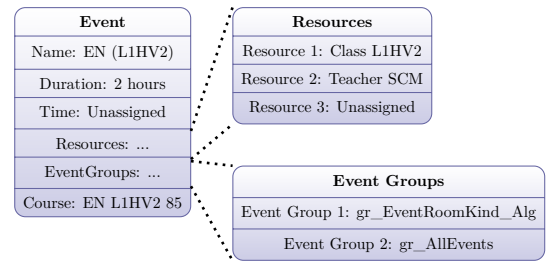 Event
Name: EN (L1HV2)
Duration: 2 hours
Time: Unassigned
Resources: ...
EventGroups: ...
Course: EN L1HV2 85
Resources
Resource 1: Class L1HV2
Resource 2: Teacher SCM
Resource 3: Unassigned
Event Groups
Event Group 1: gr_EventRoomKind_Alg
Event Group 2: gr_AllEvents